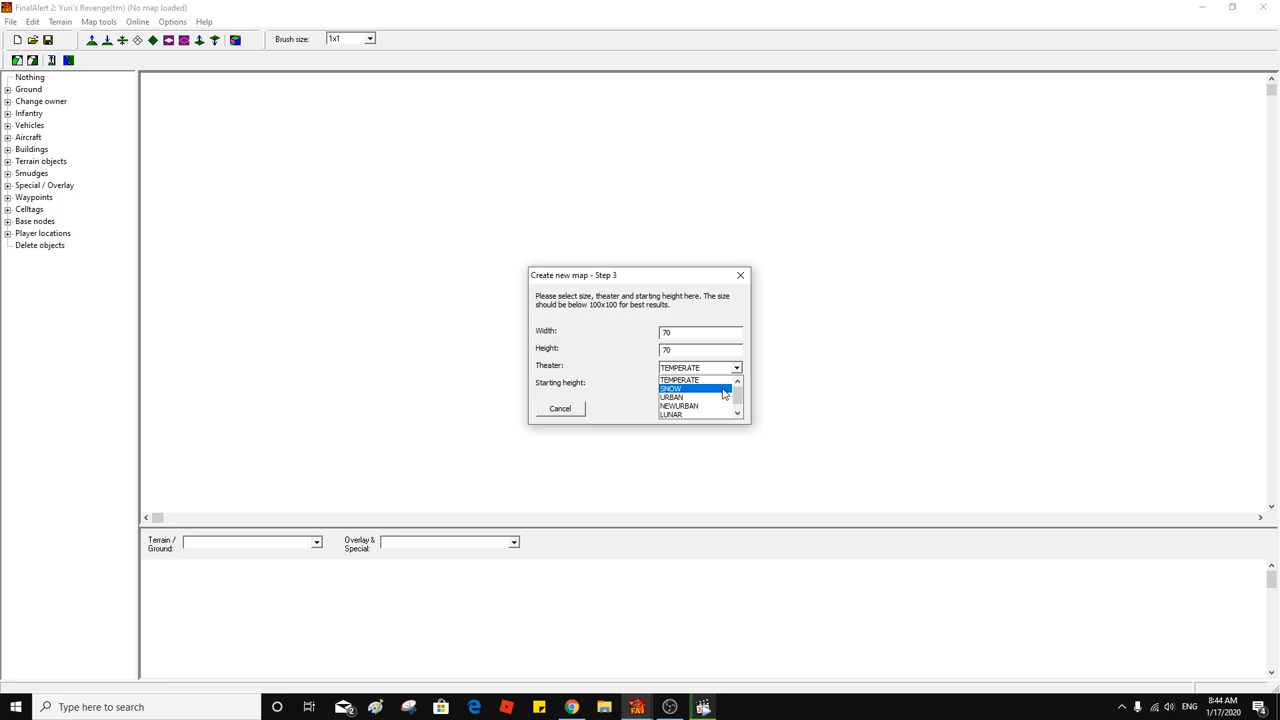 FinalAlert 2: Yuri's Revenge(tm) (No map loaded)
File Edit Terrain Map tools Online Options Help
Brush size: 1x1
Nothing
Ground
Change owner
Infantry
Vehicles
Aircraft
Buildings
Terrain objects
Smudges
Special / Overlay
Waypoints
Celltags
Base nodes
Player locations
Delete objects
Create new map - Step 3
Please select size, theater and starting height here. The size
should be below 100x100 for best results.
Width: 70
Height: 70
Theater: TEMPERATE
TEMPERATE
Starting height: SNOW
URBAN
NEWURBAN
Cancel
LUNAR
Terrain / Ground:
Overlay & Special:
Type here to search
ENG
8:44 AM
1/17/2020